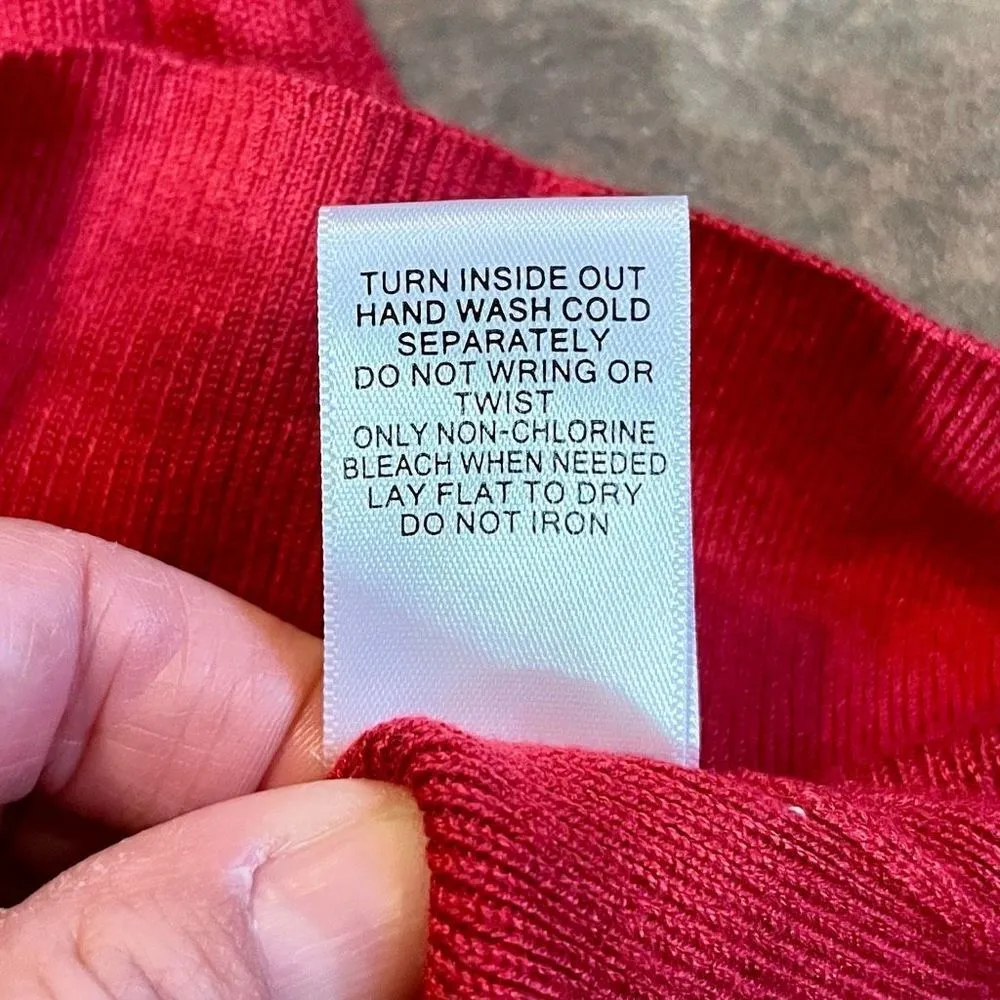 TURN INSIDE OUT
HAND WASH COLD
SEPARATELY
DO NOT WRING OR
TWIST
ONLY NON-CHLORINE
BLEACH WHEN NEEDED
LAY FLAT TO DRY
DO NOT IRON